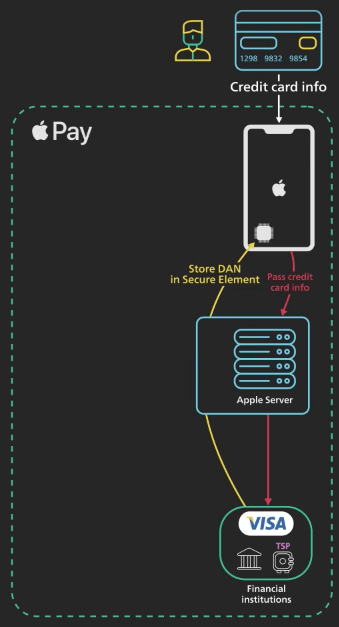 1298 9832 9854
Credit card info
Pay
Store DAN
in Secure Element
Pass credit
card info
Apple Server
VISA
TSP
Financial
institutions